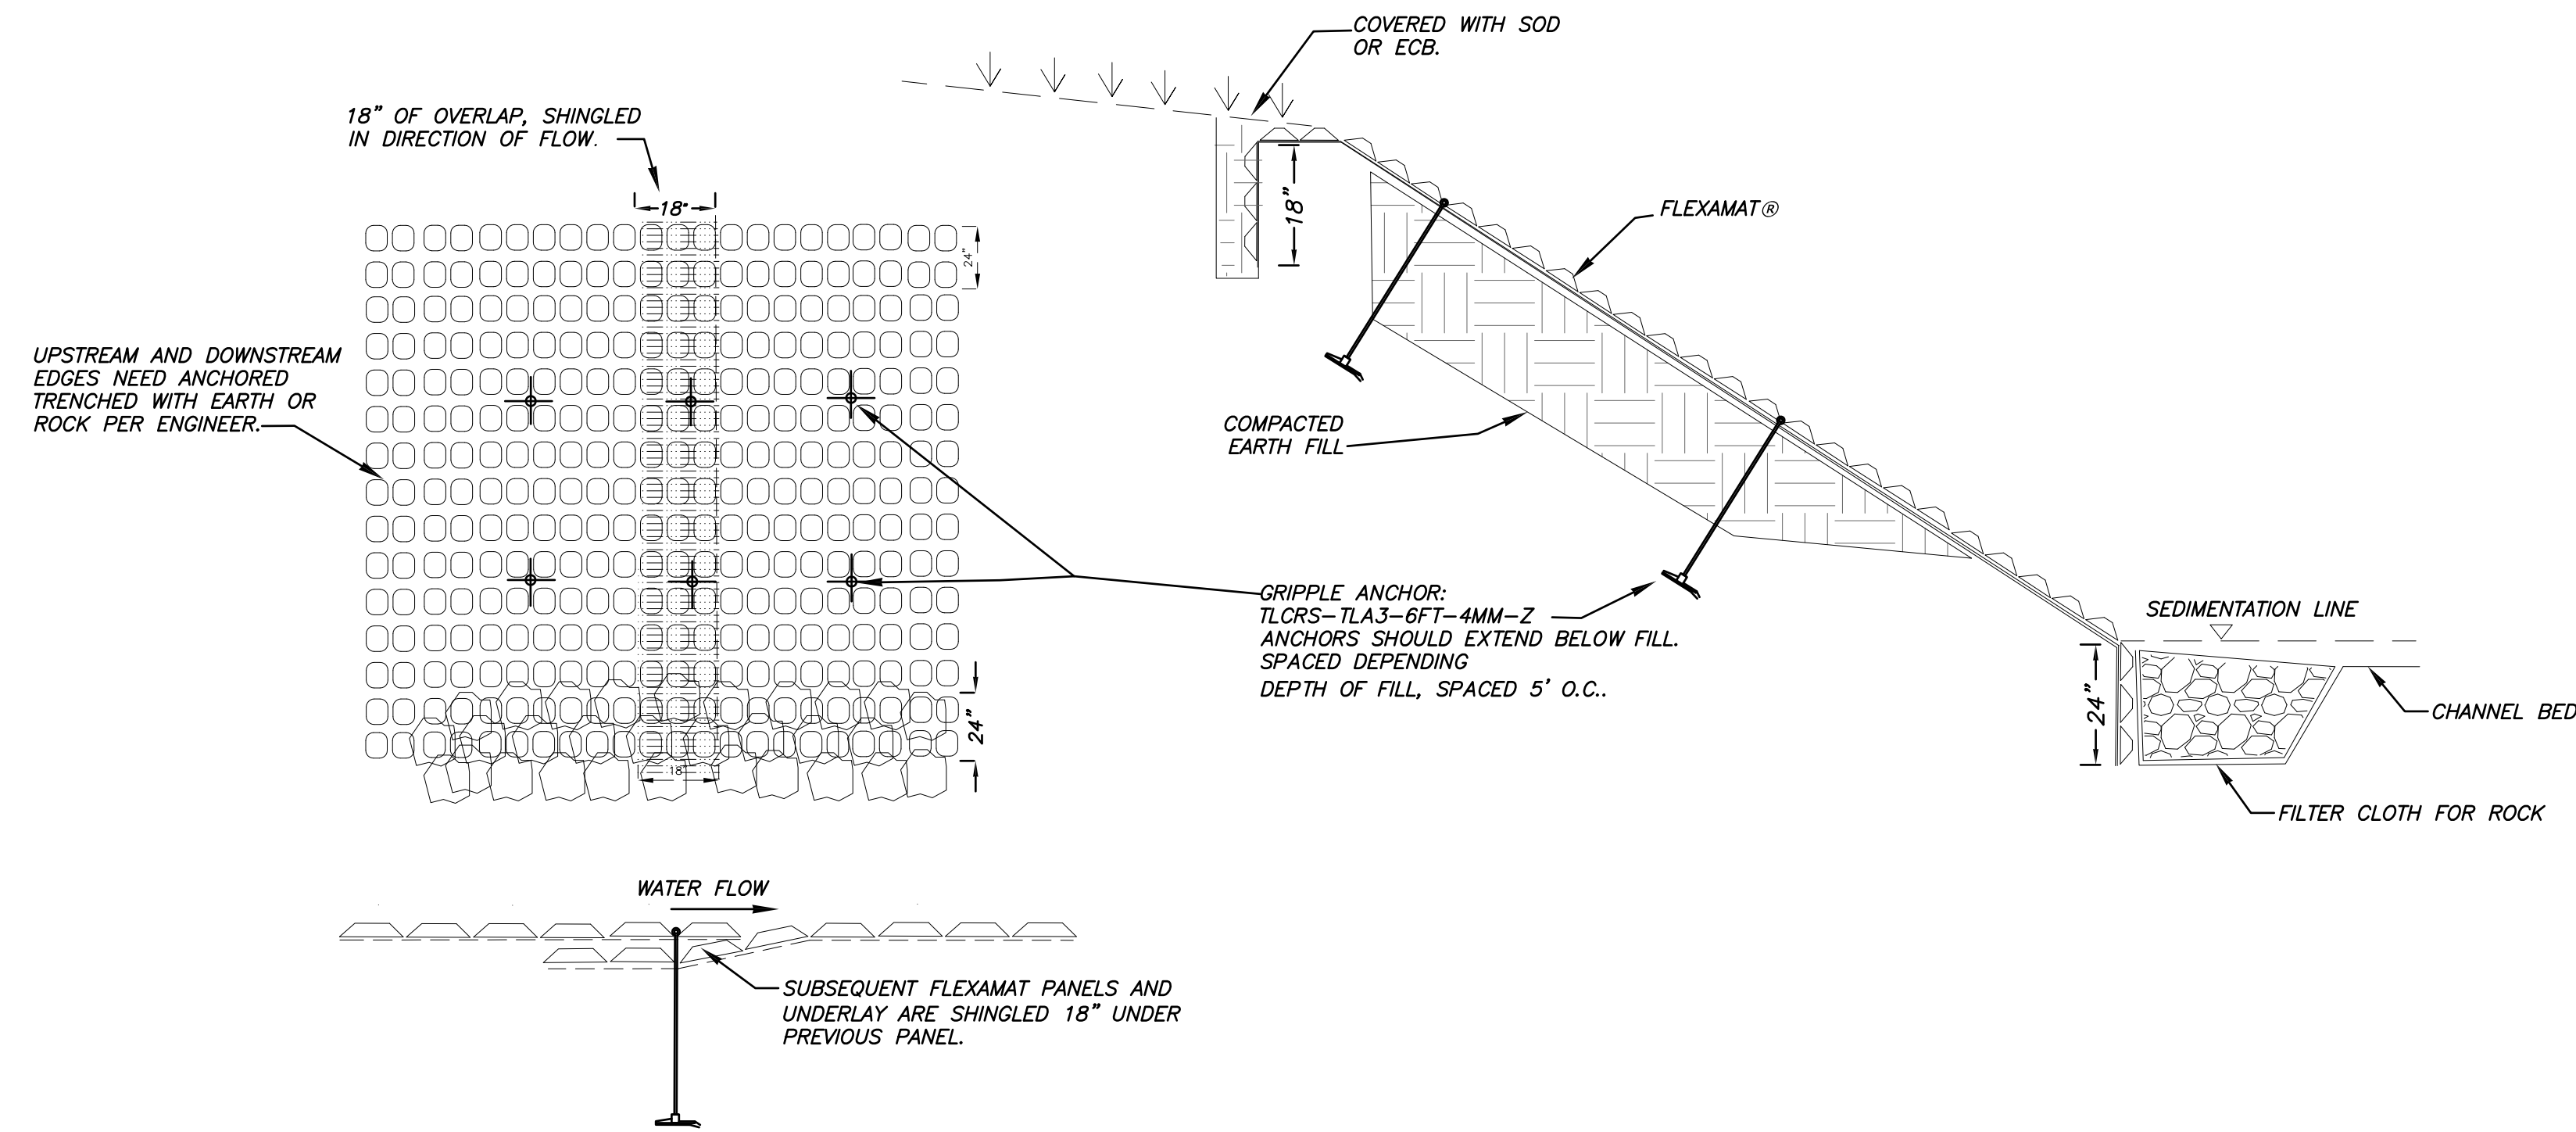 COVERED WITH SOD
OR ECB.
18" OF OVERLAP, SHINGLED
IN DIRECTION OF FLOW.
18"
24"
18"
FLEXAMAT®
UPSTREAM AND DOWNSTREAM
EDGES NEED ANCHORED
TRENCHED WITH EARTH OR
ROCK PER ENGINEER.
COMPACTED
EARTH FILL
GRIPPLE ANCHOR:
TLCRS-TLA3-6FT-4MM-Z
ANCHORS SHOULD EXTEND BELOW FILL.
SPACED DEPENDING
DEPTH OF FILL, SPACED 5' O.C..
SEDIMENTATION LINE
24"
24"
CHANNEL BED
18"
FILTER CLOTH FOR ROCK
WATER FLOW
SUBSEQUENT FLEXAMAT PANELS AND
UNDERLAY ARE SHINGLED 18" UNDER
PREVIOUS PANEL.